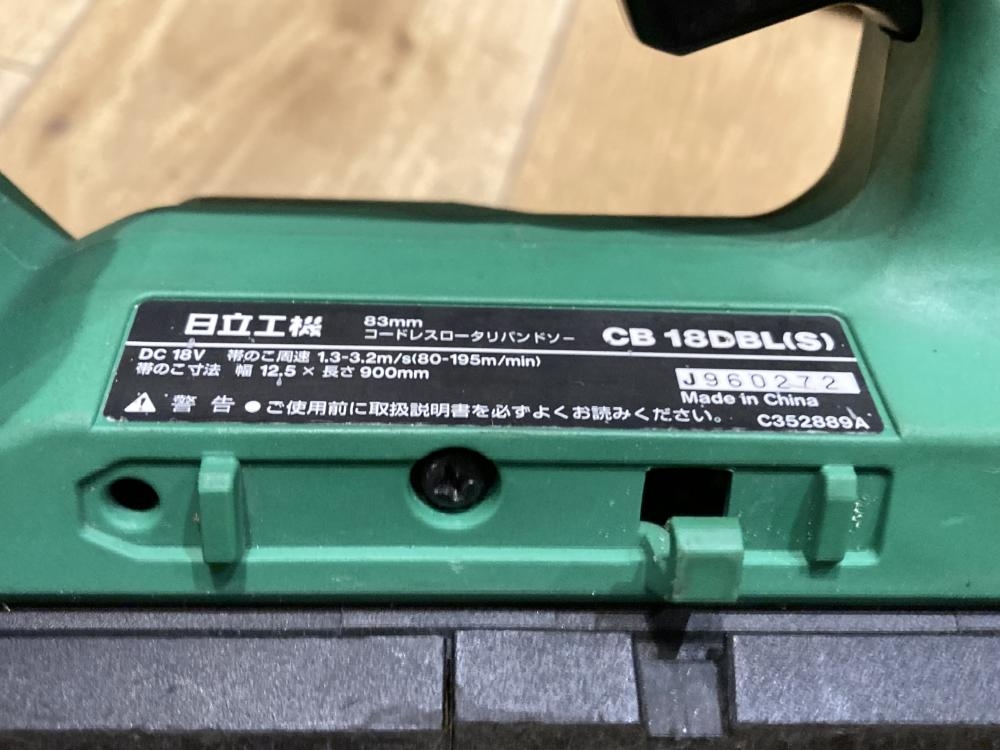 日立工機
83mm
コードレスロータリバンドソー
CB 18DBL(S)
DC 18V 帯のこ周速 1.3-3.2m/s(80-195m/min)
帯のこ寸法 幅 12.5 × 長さ 900mm
J960272
Made in China
警告 ●ご使用前に取扱説明書を必ずよくお読みください。
C352889A